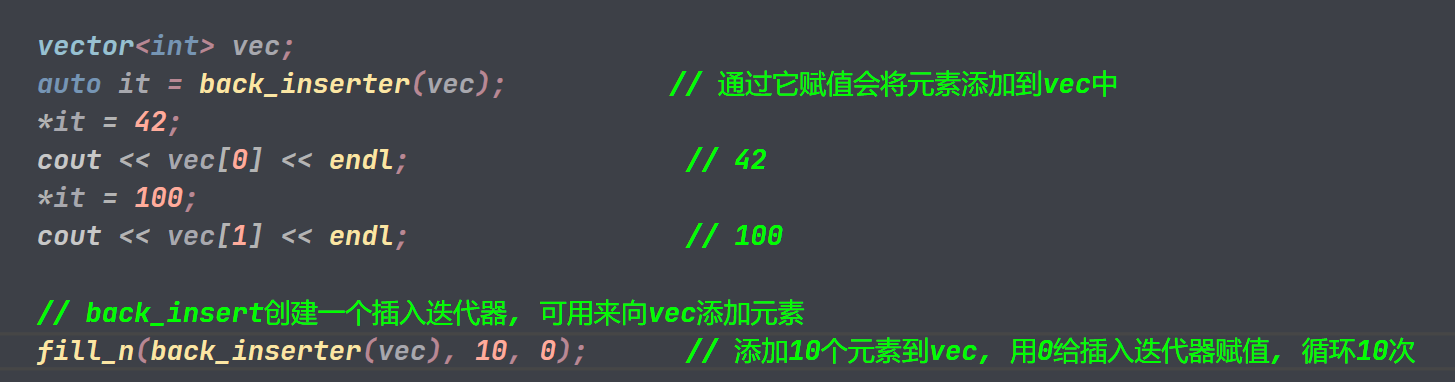 vector<int> vec;
auto it = back_inserter(vec); // 通过它赋值会将元素添加到vec中
*it = 42;
cout << vec[0] << endl; // 42
*it = 100;
cout << vec[1] << endl; // 100
// back_insert创建一个插入迭代器, 可用来向vec添加元素
fill_n(back_inserter(vec), 10, 0); // 添加10个元素到vec, 用0给插入迭代器赋值, 循环10次